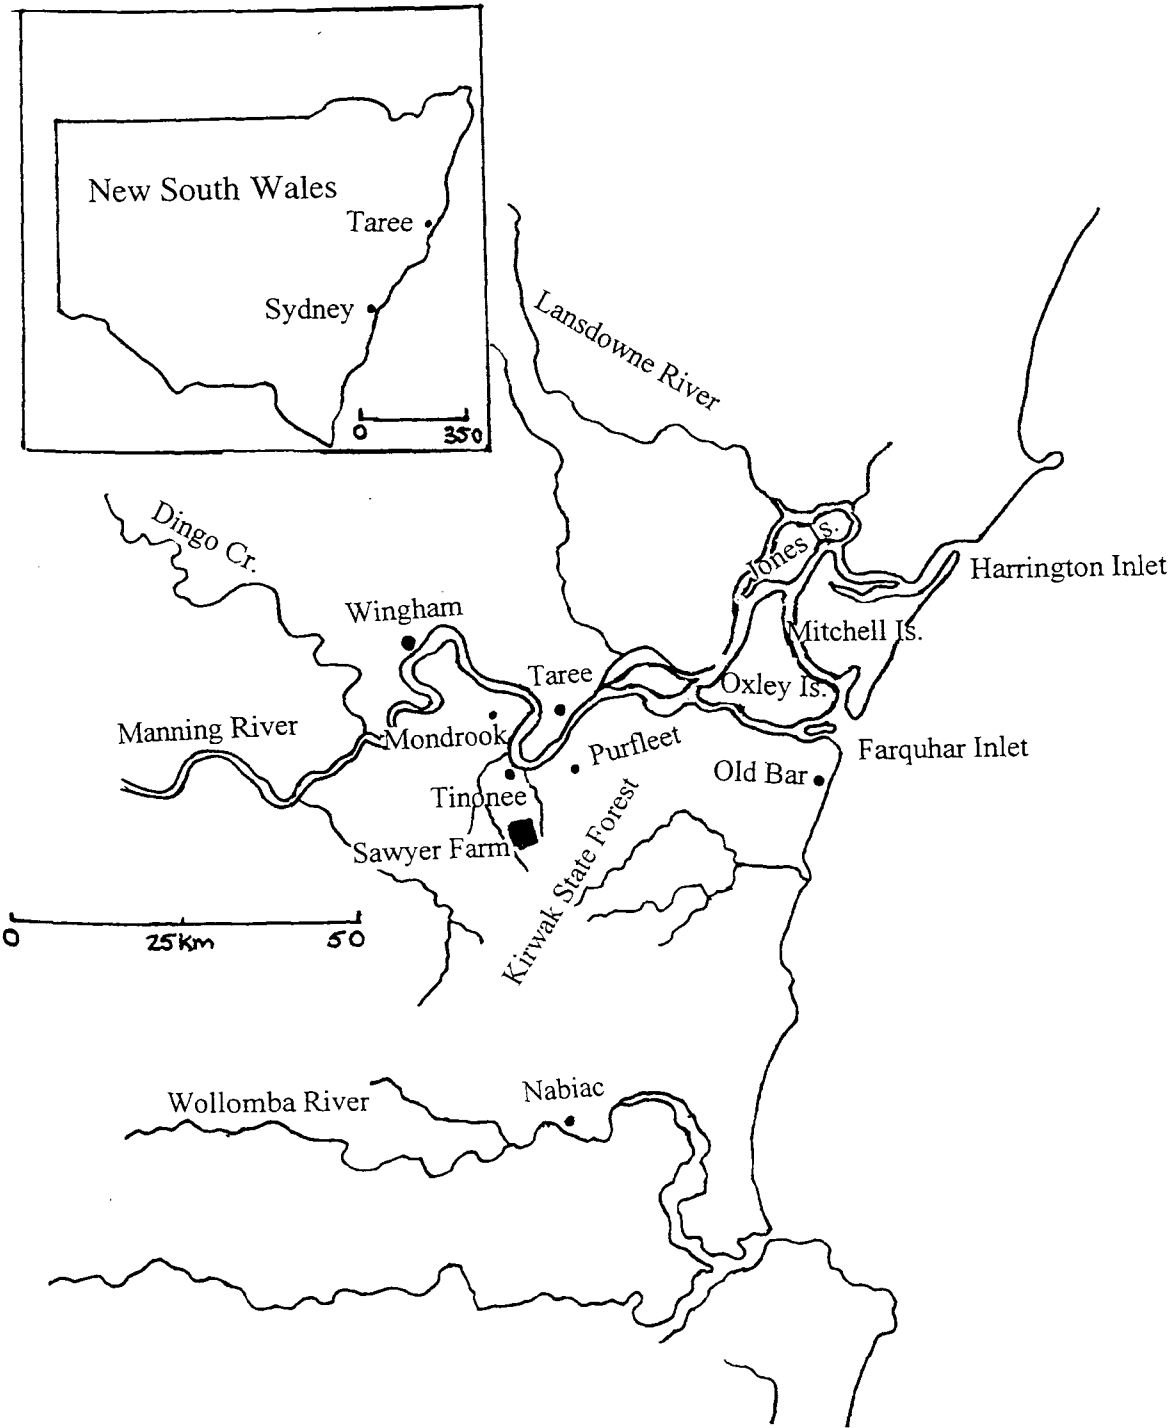 New South Wales
Taree
Sydney
0 350
Lansdowne River
Dingo Cr.
Jones Is.
Harrington Inlet
Wingham
Mitchell Is.
Taree
Oxley Is.
Manning River
Mondrook
Purfleet
Farquhar Inlet
Old Bar
Tinonee
Sawyer Farm
Kirwak State Forest
0 25km 50
Nabiac
Wollomba River